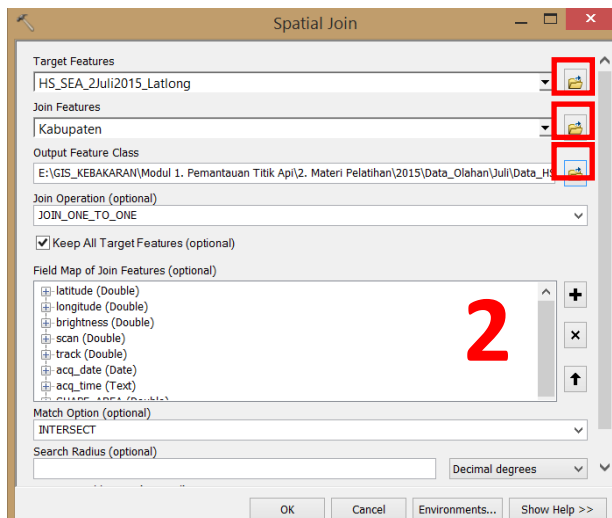 Spatial Join
Target Features
HS_SEA_2Juli2015_Latlong
Join Features
Kabupaten
Output Feature Class
E:\GIS_KEBAKARAN\Modul 1. Pemantauan Titik Api\2. Materi Pelatihan\2015\Data_Olahan\Juli\Data_HS
Join Operation (optional)
JOIN_ONE_TO_ONE
Keep All Target Features (optional)
Field Map of Join Features (optional)
latitude (Double)
longitude (Double)
brightness (Double)
scan (Double)
track (Double)
acq_date (Date)
acq_time (Text)
2
Match Option (optional)
INTERSECT
Search Radius (optional)
Decimal degrees
OK Cancel Environments... Show Help >>